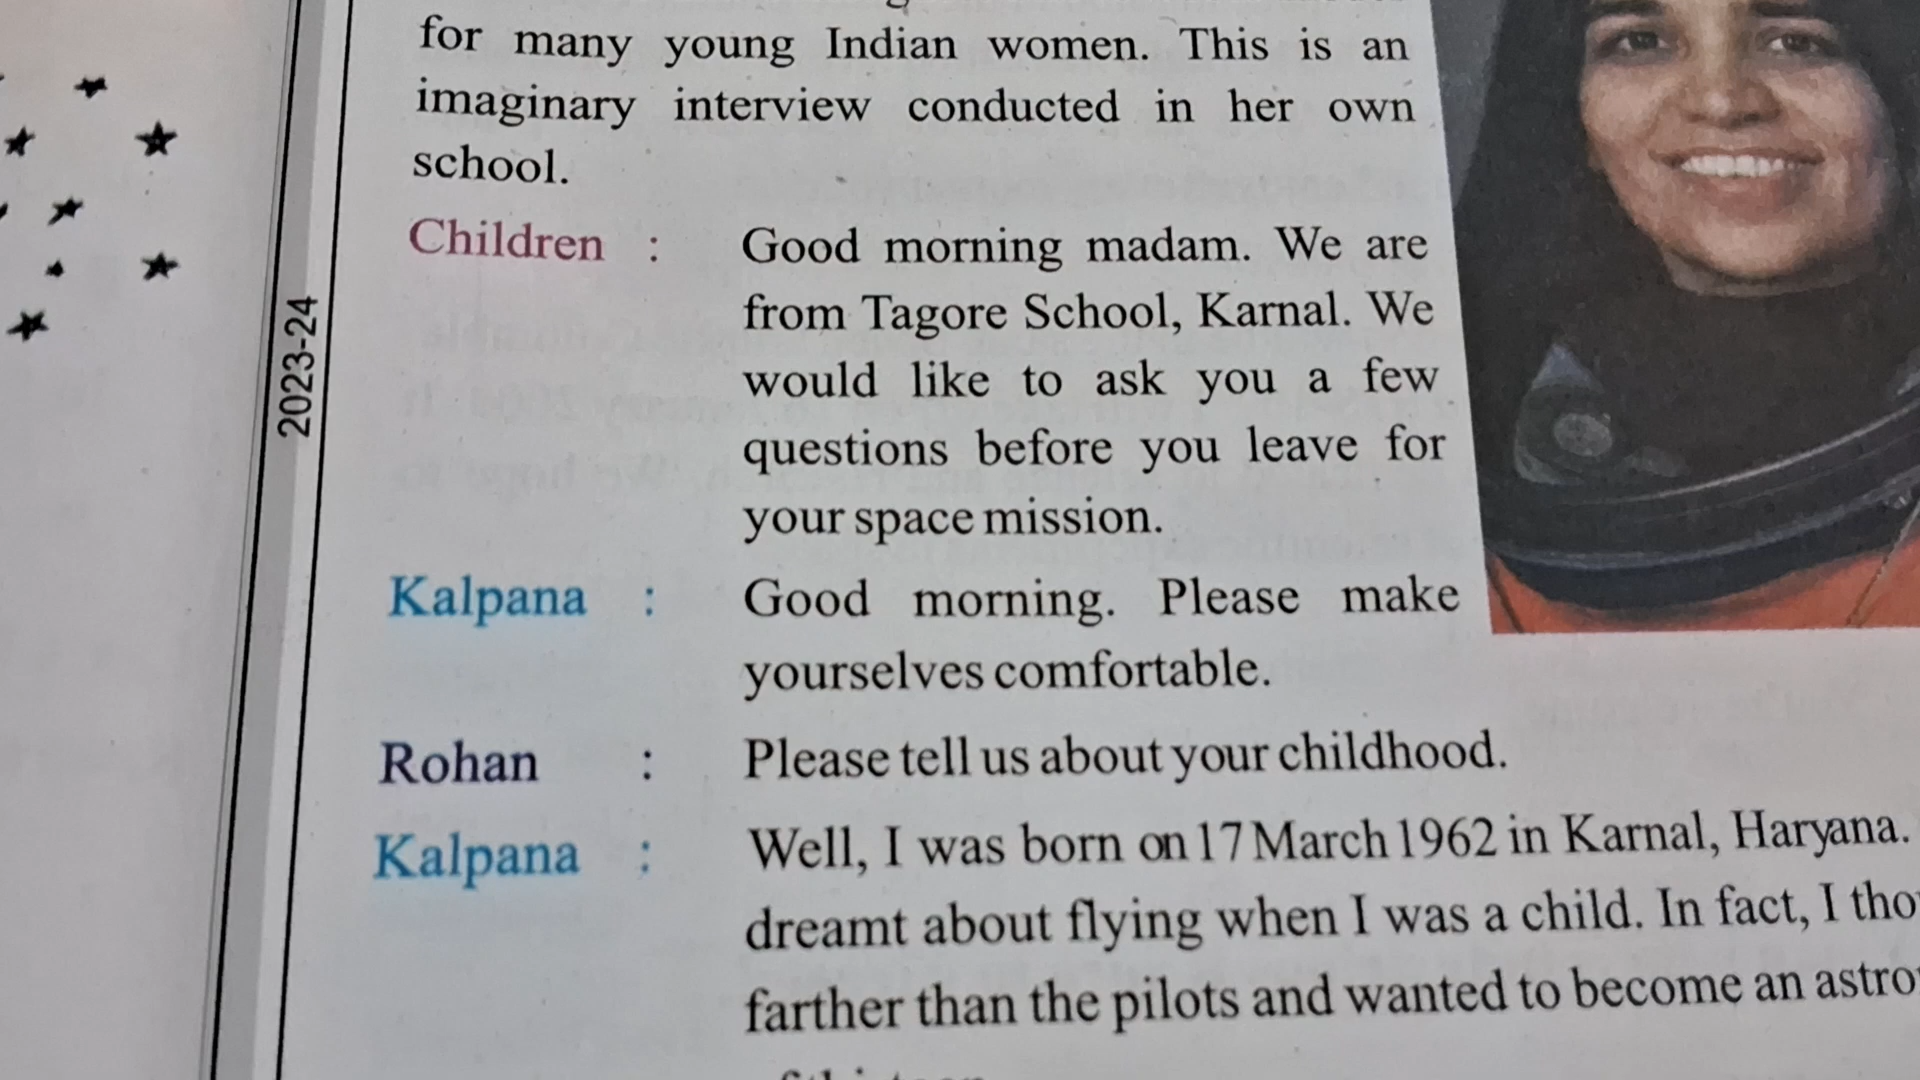 for many young Indian women. This is an
imaginary interview conducted in her own
school.
Children : Good morning madam. We are
from Tagore School, Karnal. We
would like to ask you a few
questions before you leave for
your space mission.
Kalpana : Good morning. Please make
yourselves comfortable.
Rohan : Please tell us about your childhood.
Kalpana : Well, I was born on 17 March 1962 in Karnal, Haryana.
dreamt about flying when I was a child. In fact, I
farther than the pilots and wanted to become an
2023-24